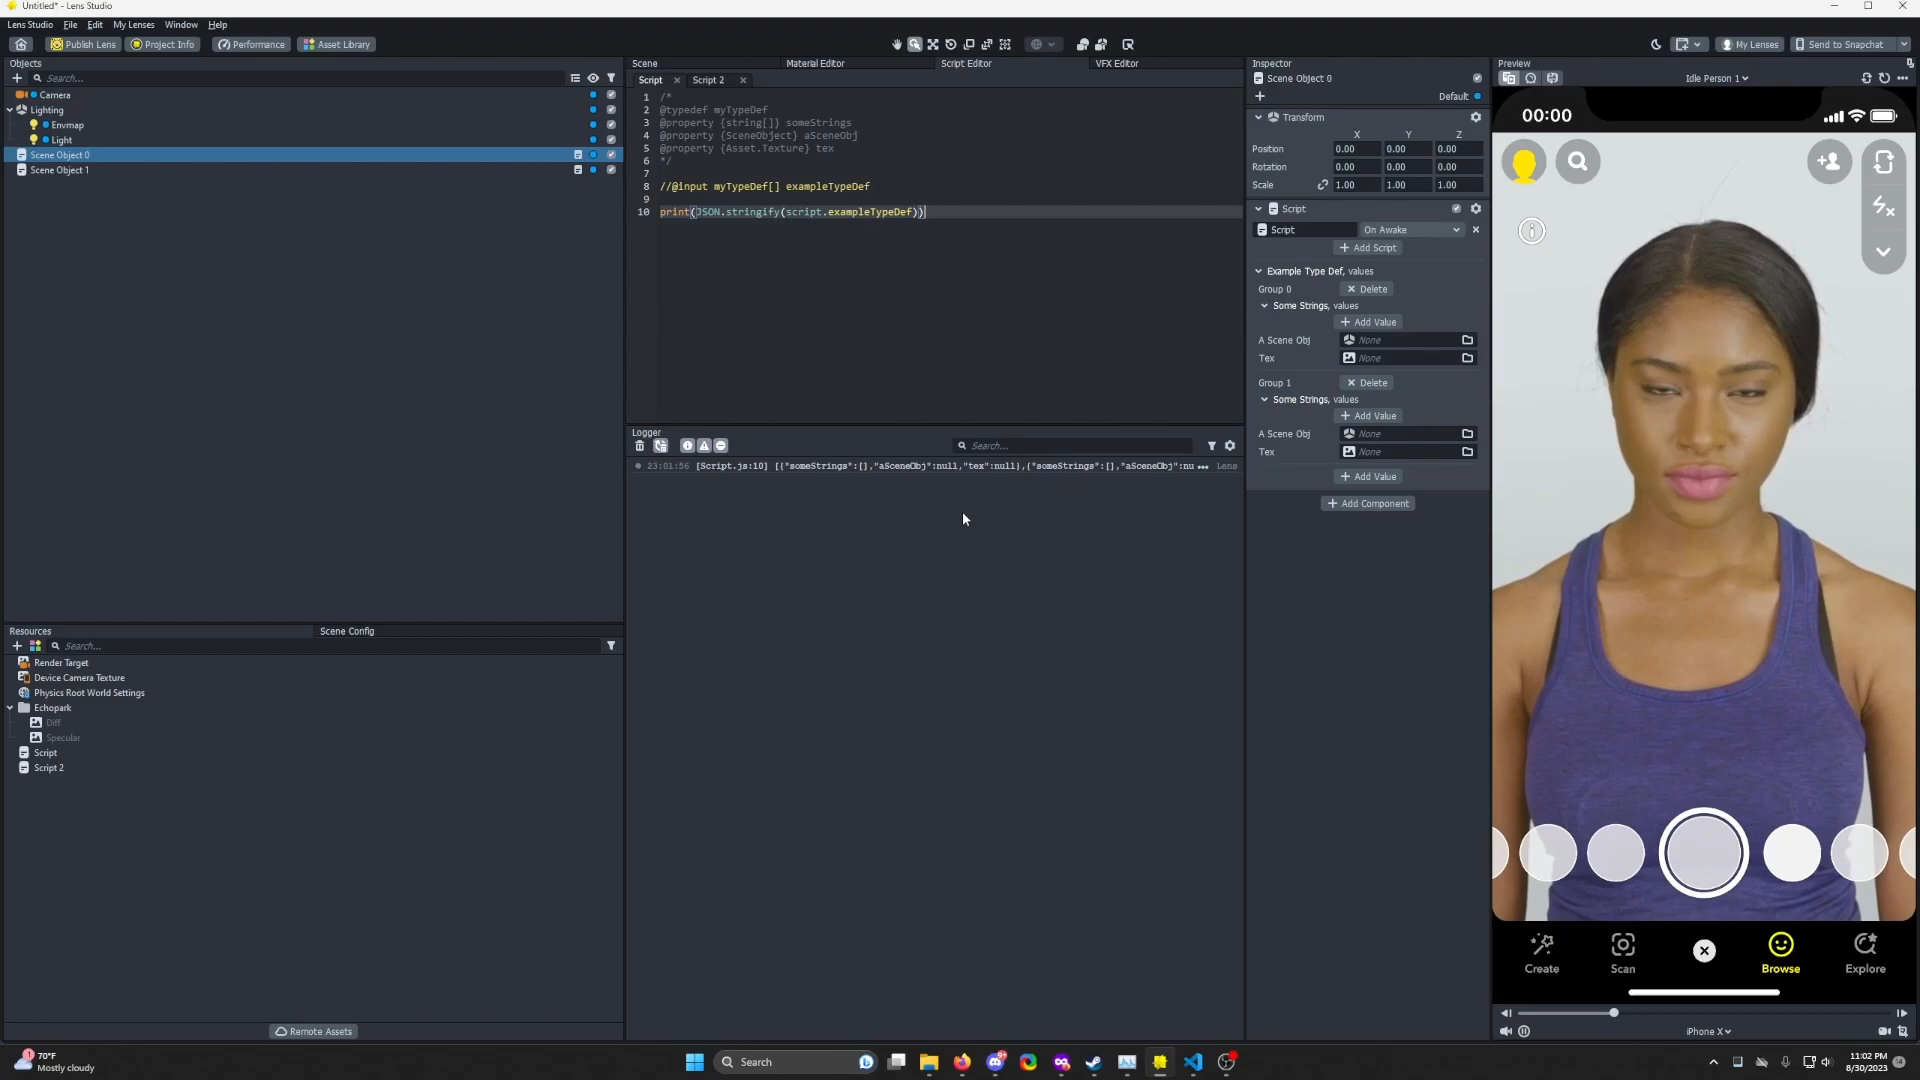 Untitled* - Lens Studio
Lens Studio File Edit My Lenses Window Help
Publish Lens Project Info Performance Asset Library
My Lenses Send to Snapchat
Objects
Search...
Camera
Lighting
Envmap
Light
Scene Object 0
Scene Object 1
Resources Scene Config
Search...
Render Target
Device Camera Texture
Physics Root World Settings
Echopark
Diff
Specular
Script
Script 2
Remote Assets
Scene Material Editor Script Editor VFX Editor
Script Script 2
1 /*
2 @typedef myTypeDef
3 @property {string[]} someStrings
4 @property {SceneObject} aSceneObj
5 @property {Asset.Texture} tex
6 */
7
8 //@input myTypeDef[] exampleTypeDef
9
10 print(JSON.stringify(script.exampleTypeDef))
Logger
Search...
23:01:56 [Script.js:10] [{"someStrings":[],"aSceneObj":null,"tex":null},{"someStrings":[],"aSceneObj":nu ••• Lens
Inspector
Scene Object 0
Default
Transform
X Y Z
Position 0.00 0.00 0.00
Rotation 0.00 0.00 0.00
Scale 1.00 1.00 1.00
Script
Script On Awake
+ Add Script
Example Type Def, values
Group 0 Delete
Some Strings, values
+ Add Value
A Scene Obj None
Tex None
Group 1 Delete
Some Strings, values
+ Add Value
A Scene Obj None
Tex None
+ Add Value
+ Add Component
Preview
Idle Person 1
00:00
Create Scan Browse Explore
iPhone X
1
70°F
Mostly cloudy
Search
9+
11:02 PM
8/30/2023